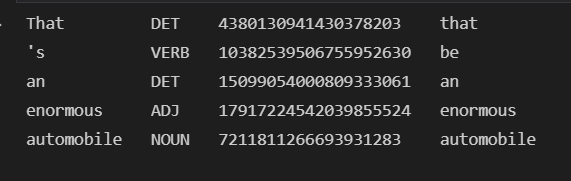 That DET 4380130941430378203 that
's VERB 10382539506755952630 be
an DET 15099054000809333061 an
enormous ADJ 17917224542039855524 enormous
automobile NOUN 7211811266693931283 automobile